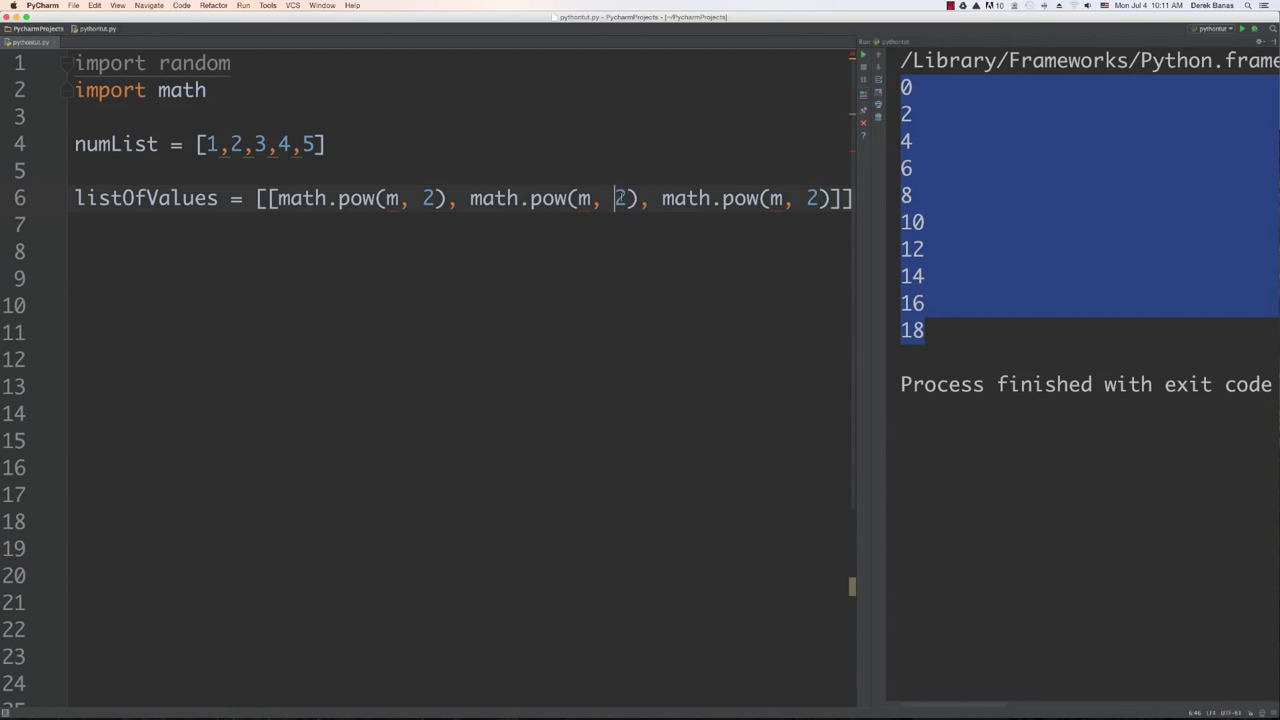 PyCharm File Edit View Navigate Code Refactor Run Tools VCS Window Help
10 Mon Jul 4 10:11 AM Derek Banas
pythontut.py - PycharmProjects - [~/PycharmProjects]
PycharmProjects pythontut.py
pythontut
pythontut.py
Run: pythontut
1 import random
2 import math
3
4 numList = [1,2,3,4,5]
5
6 listOfValues = [[math.pow(m, 2), math.pow(m, 2), math.pow(m, 2)]]
7
8
9
10
11
12
13
14
15
16
17
18
19
20
21
22
23
24
25
/Library/Frameworks/Python.frame
0
2
4
6
8
10
12
14
16
18
Process finished with exit code
6:46 LF‡ UTF-8‡